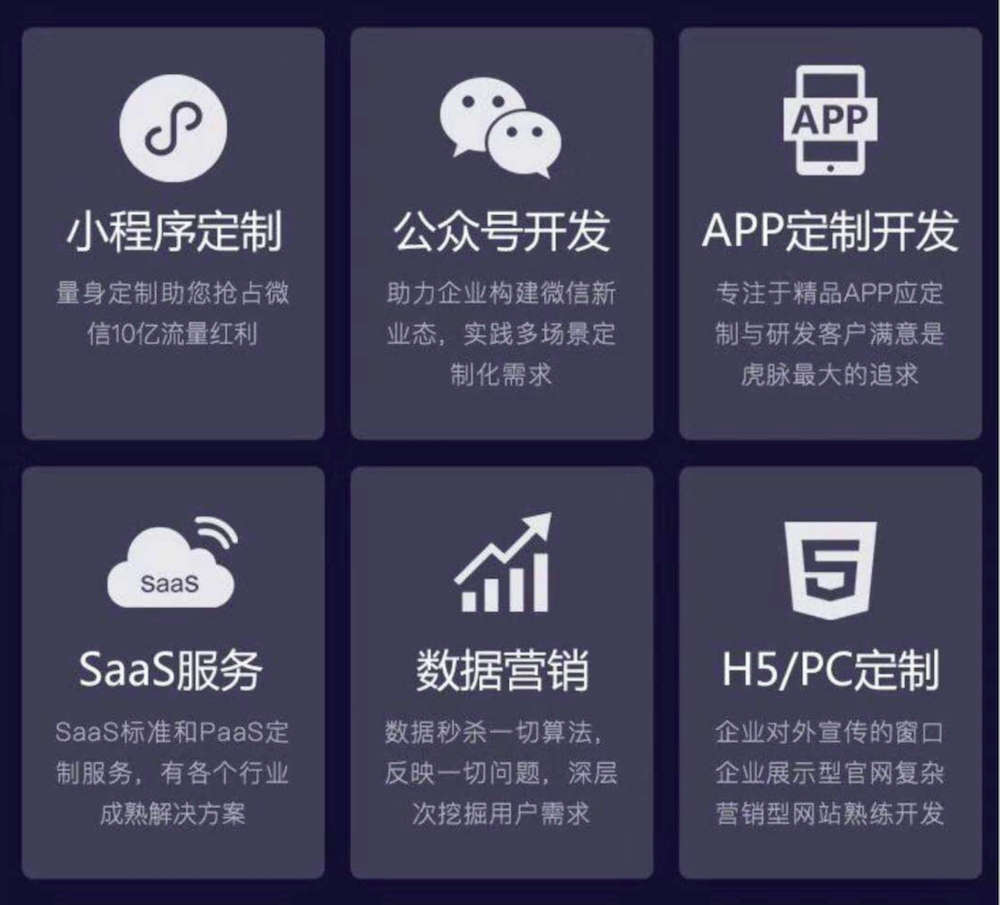 小程序定制
量身定制助您抢占微
信10亿流量红利
公众号开发
助力企业构建微信新
业态，实践多场景定
制化需求
APP
APP定制开发
专注于精品APP应定
制与研发客户满意是
虎脉最大的追求
SaaS
SaaS服务
SaaS标准和PaaS定
制服务，有各个行业
成熟解决方案
数据营销
数据秒杀一切算法，
反映一切问题，深层
次挖掘用户需求
5
H5/PC定制
企业对外宣传的窗口
企业展示型官网复杂
营销型网站熟练开发